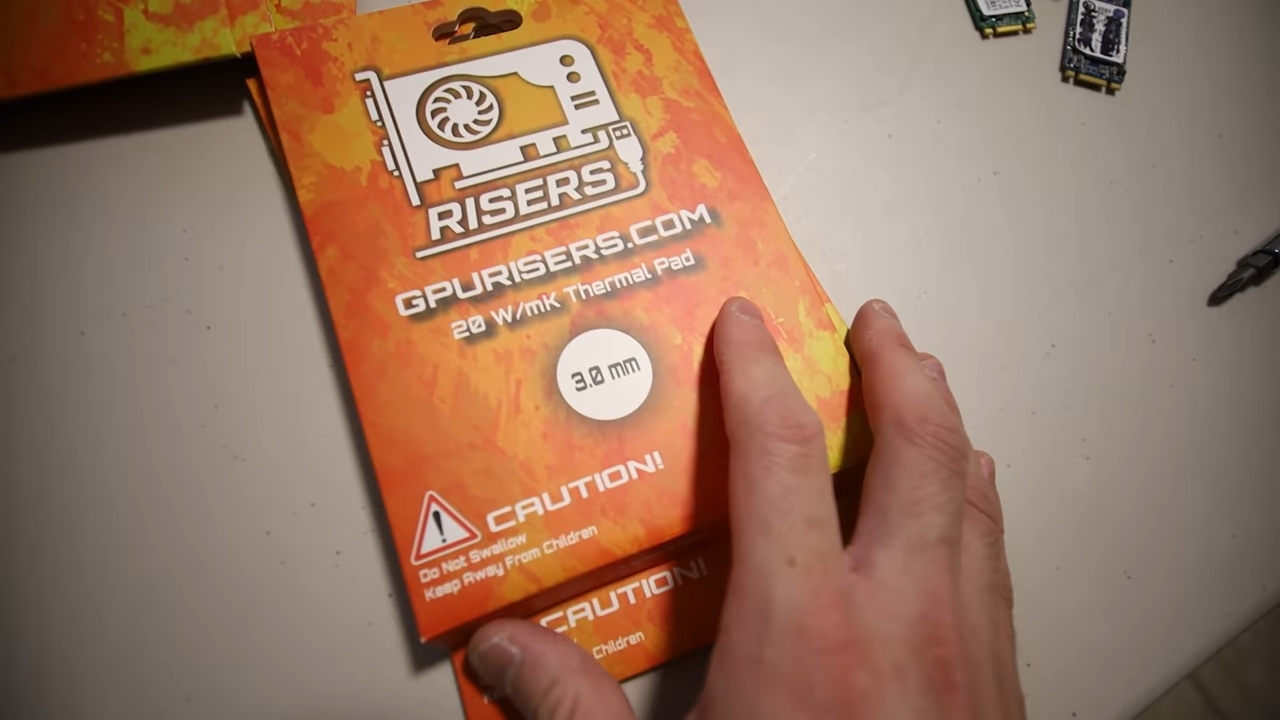 RISERS
GPURISERS.COM
20 W/mK Thermal Pad
3.0 mm
CAUTION!
Do Not Swallow
Keep Away From Children
CAUTION!
Children